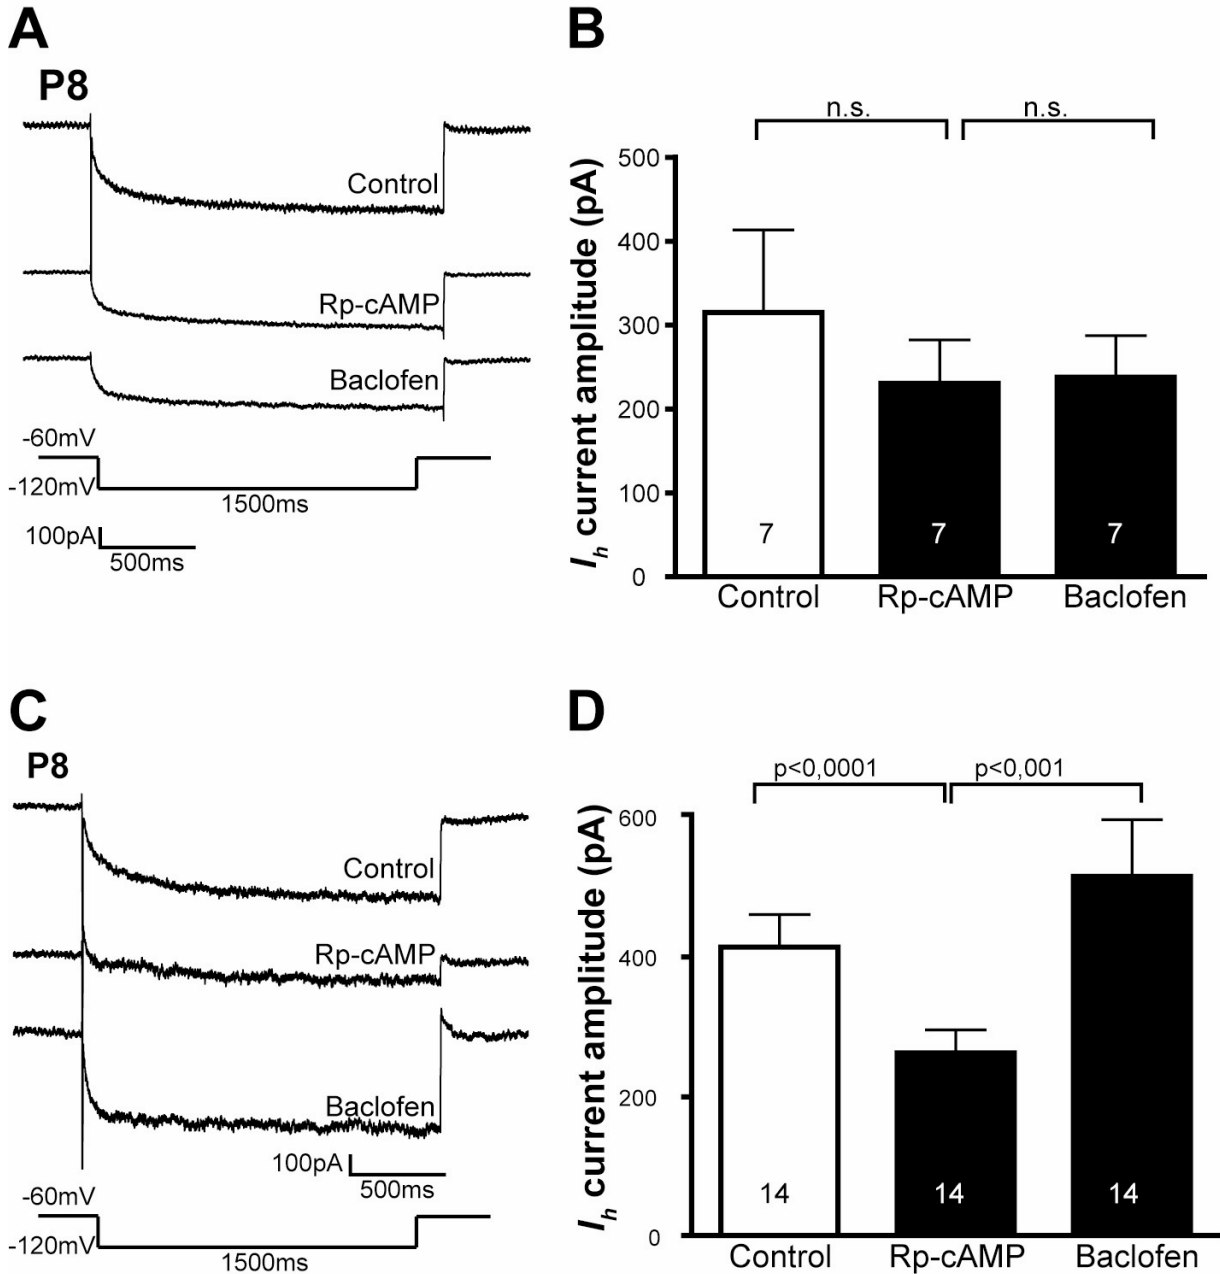 A
P8
Control
Rp-cAMP
Baclofen
-60mV
-120mV
1500ms
100pA
500ms
B
n.s.
n.s.
Ih current amplitude (pA)
500
400
300
200
100
0
7
7
7
Control
Rp-cAMP
Baclofen
C
P8
Control
Rp-cAMP
Baclofen
100pA
500ms
-60mV
-120mV
1500ms
D
p<0,0001
p<0,001
Ih current amplitude (pA)
600
400
200
0
14
14
14
Control
Rp-cAMP
Baclofen